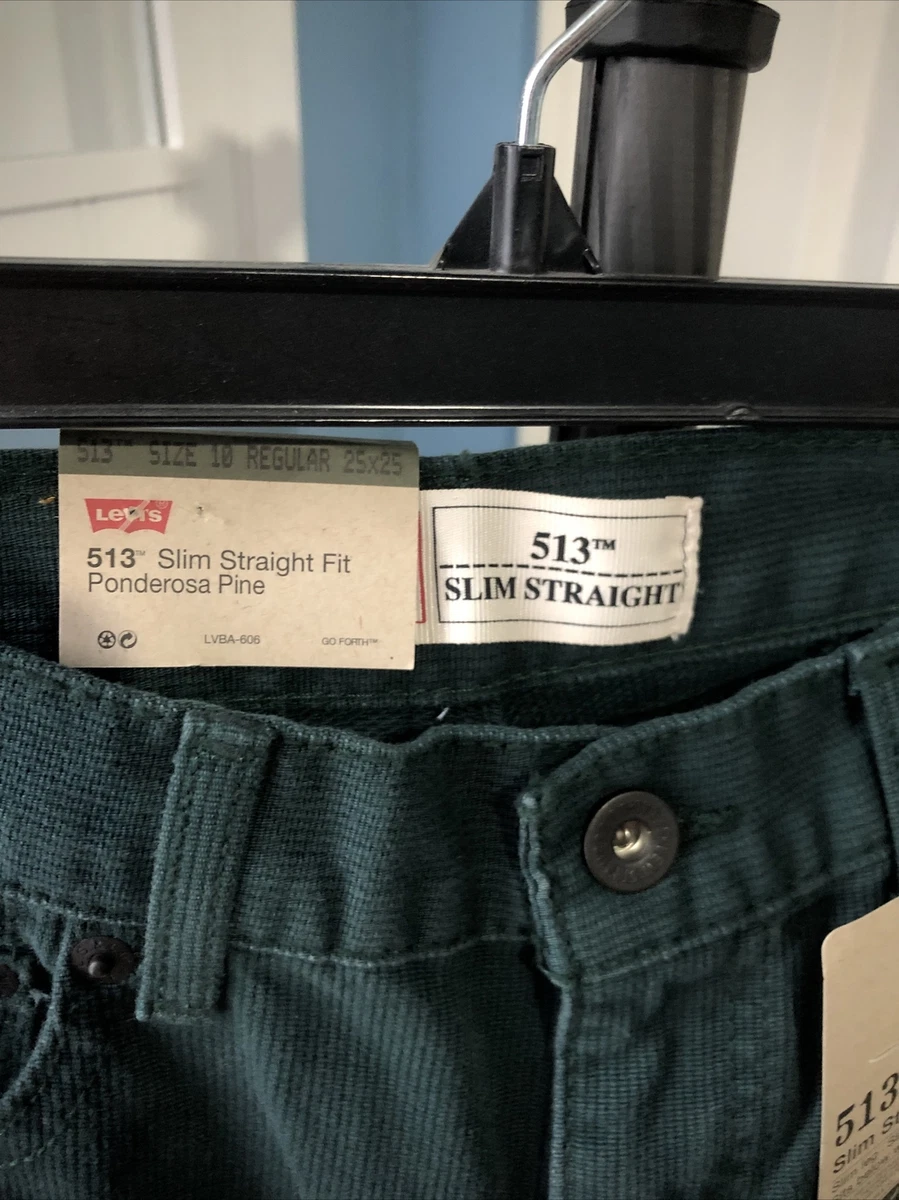 513™ SIZE 10 REGULAR 25x25
LEVI'S
513™ Slim Straight Fit
Ponderosa Pine
LVBA-606 GO FORTH™
513™
SLIM STRAIGHT
513
Slim St